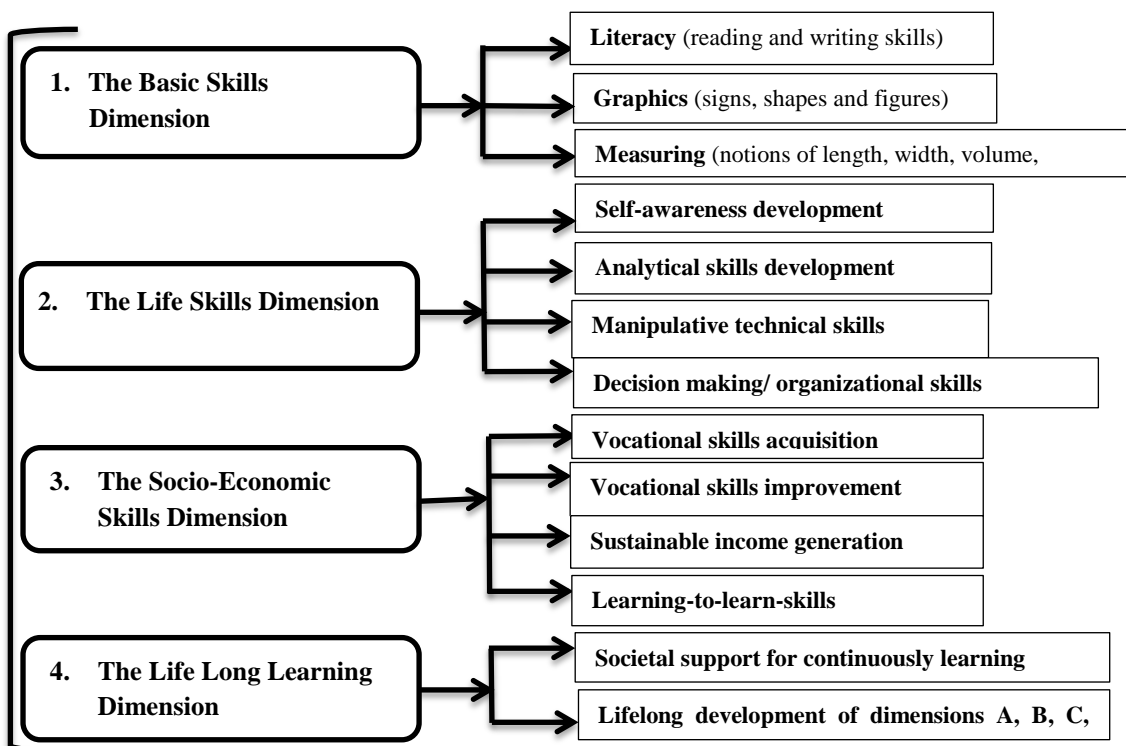 1. The Basic Skills
Dimension
Literacy (reading and writing skills)
Graphics (signs, shapes and figures)
Measuring (notions of length, width, volume,
2. The Life Skills Dimension
Self-awareness development
Analytical skills development
Manipulative technical skills
Decision making/ organizational skills
3. The Socio-Economic
Skills Dimension
Vocational skills acquisition
Vocational skills improvement
Sustainable income generation
Learning-to-learn-skills
4. The Life Long Learning
Dimension
Societal support for continuously learning
Lifelong development of dimensions A, B, C,